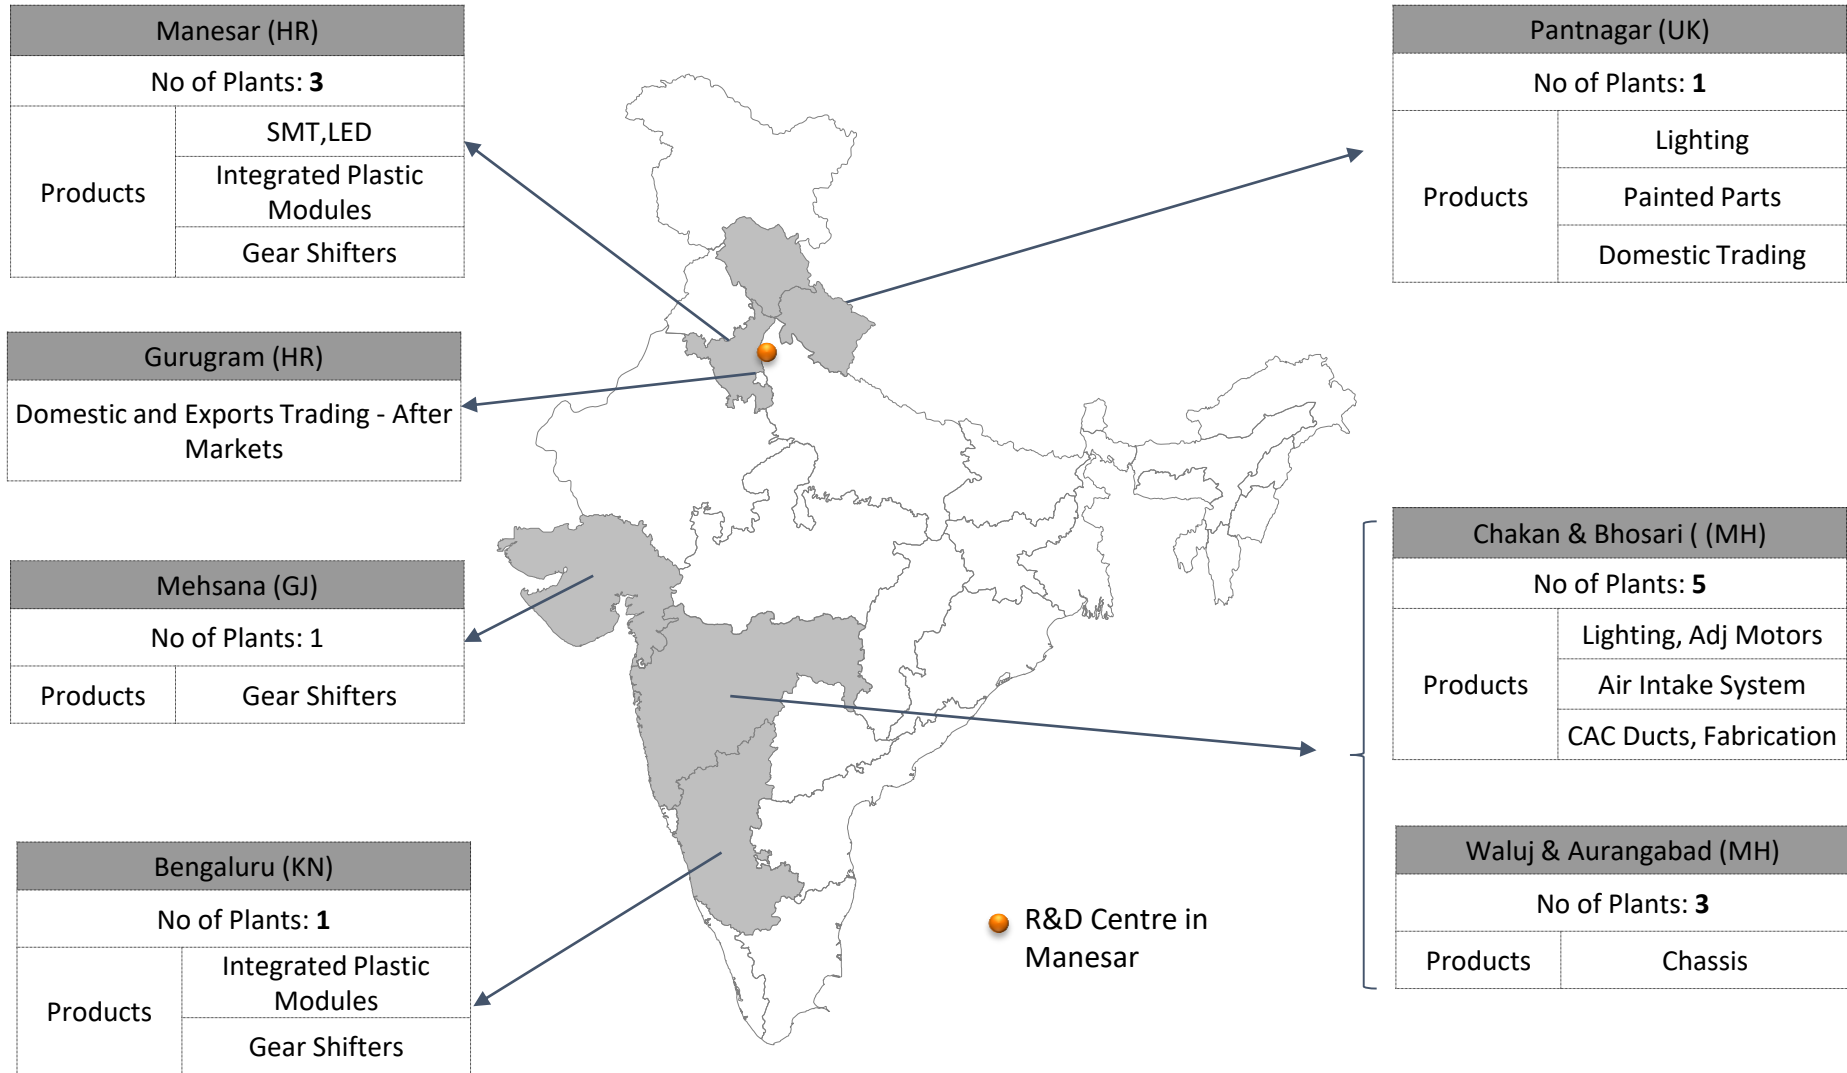 Manesar (HR)
No of Plants: 3
Products
SMT,LED
Integrated Plastic
Modules
Gear Shifters
Gurugram (HR)
Domestic and Exports Trading - After
Markets
Mehsana (GJ)
No of Plants: 1
Products
Gear Shifters
Bengaluru (KN)
No of Plants: 1
Products
Integrated Plastic
Modules
Gear Shifters
R&D Centre in
Manesar
Pantnagar (UK)
No of Plants: 1
Products
Lighting
Painted Parts
Domestic Trading
Chakan & Bhosari ( (MH)
No of Plants: 5
Products
Lighting, Adj Motors
Air Intake System
CAC Ducts, Fabrication
Waluj & Aurangabad (MH)
No of Plants: 3
Products
Chassis